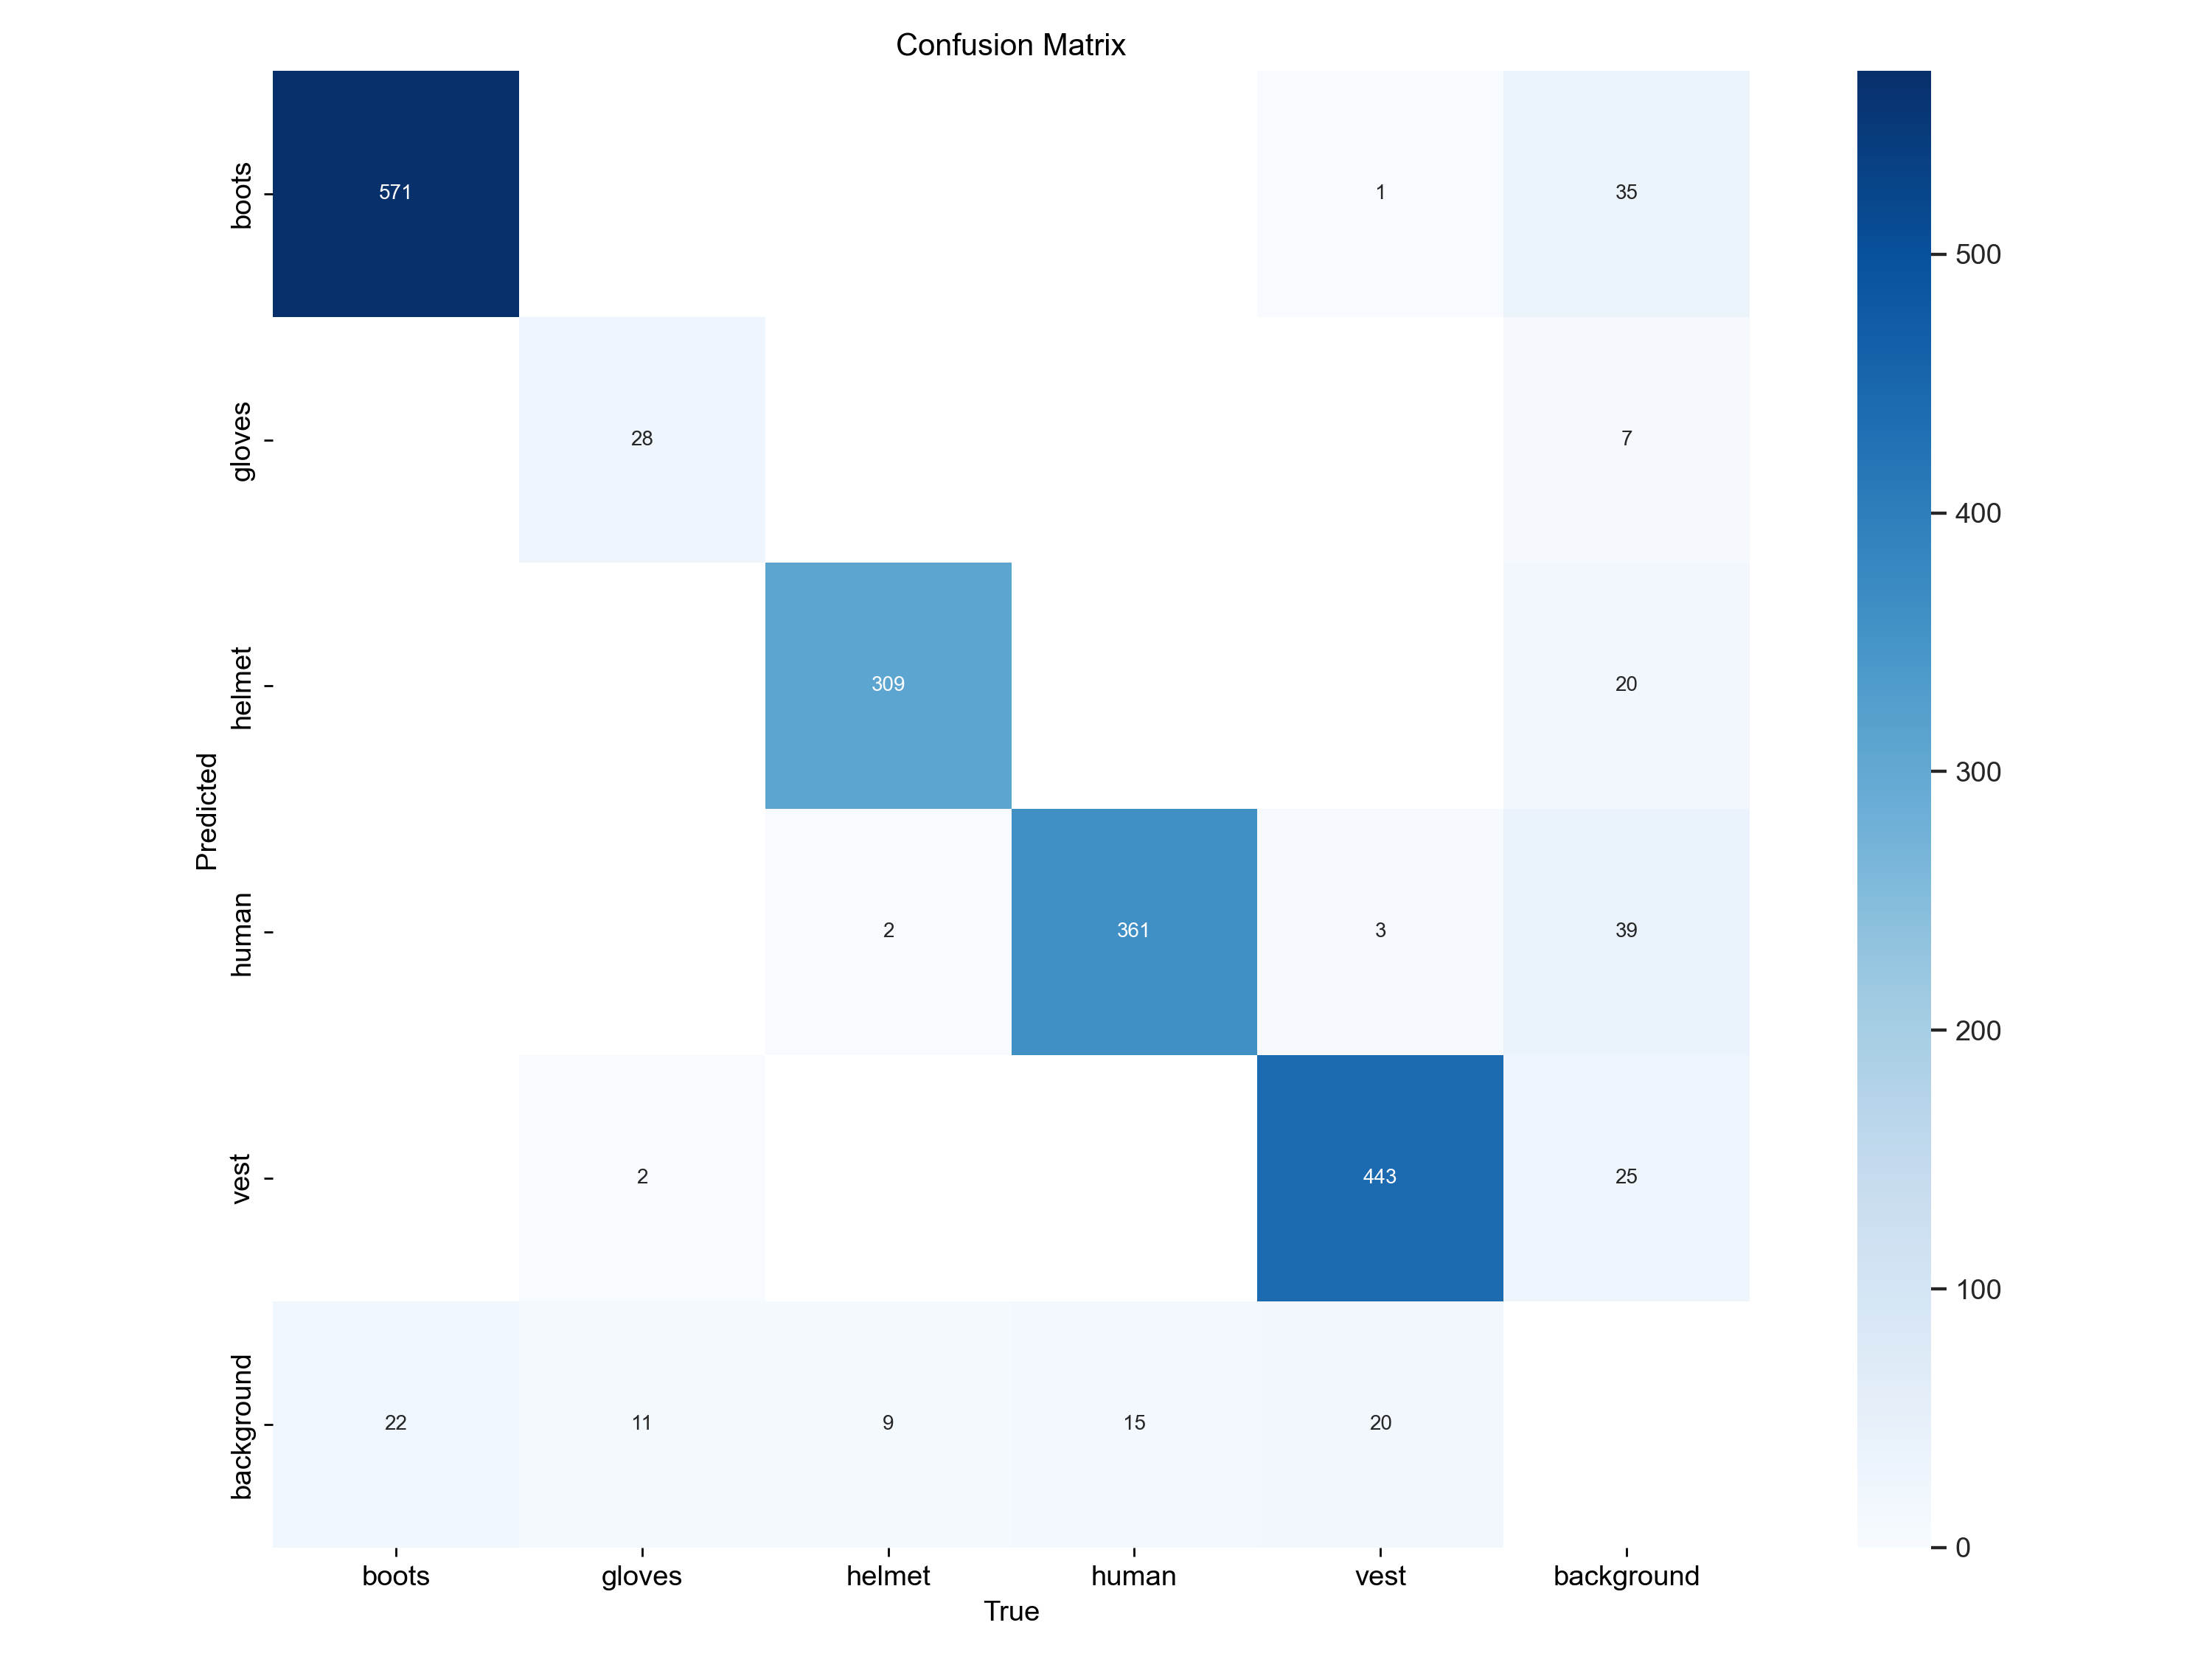 Confusion Matrix
boots
571
1
35
500
gloves
28
7
400
helmet
309
20
300
Predicted
human
2
361
3
39
200
vest
2
443
25
100
background
22
11
9
15
20
0
boots gloves helmet human vest background
True